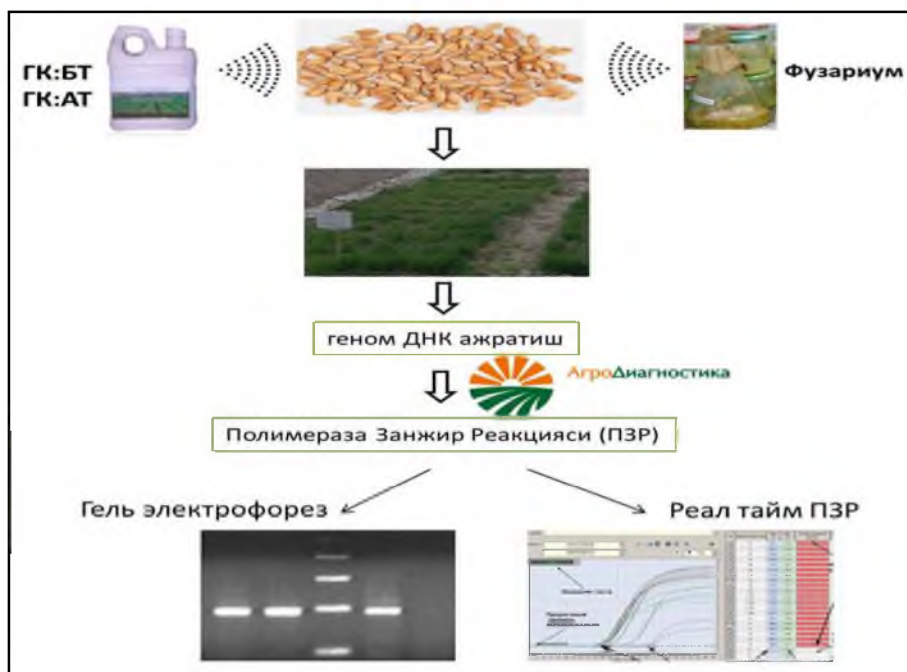 ГК:БТ
ГК:АТ
Фузариум
геном ДНК ажратиш
АгроДиагностика
Полимераза Занжир Реакцияси (ПЗР)
Гель электрофорез
Реал тайм ПЗР